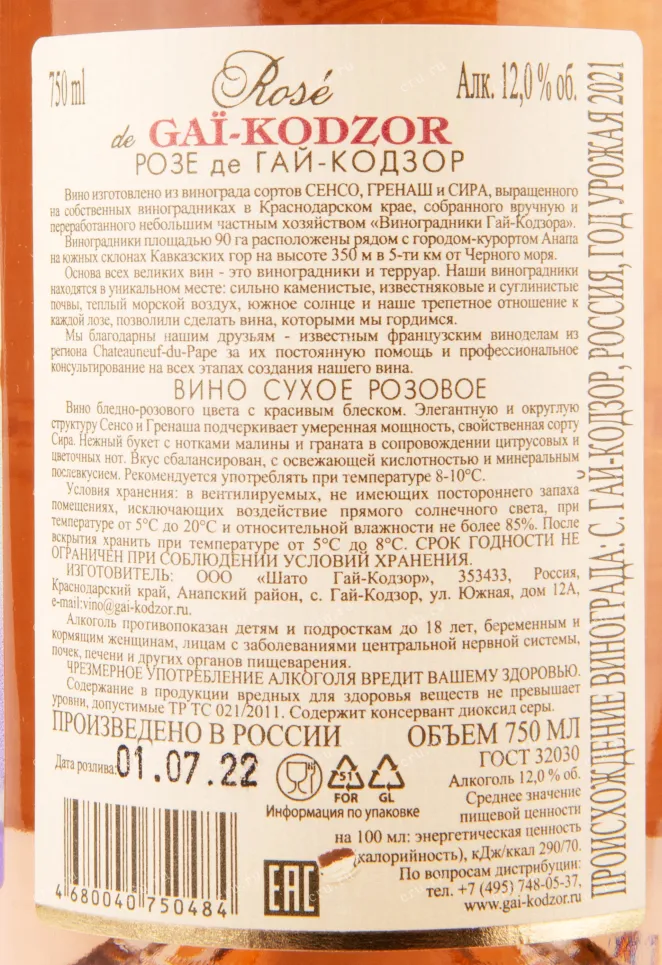 750 ml
Алк. 12,0 % об.
Rosé
de GAÏ-KODZOR
РОЗЕ де ГАЙ-КОДЗОР
Вино изготовлено из винограда сортов СЕНСО, ГРЕНАШ и СИРА, выращенного
на собственных виноградниках в Краснодарском крае, собранного вручную и
переработанного небольшим частным хозяйством «Виноградники Гай-Кодзора».
Виноградники площадью 90 га расположены рядом с городом-курортом Анапа
на южных склонах Кавказских гор на высоте 350 м в 5-ти км от Черного моря.
Основа всех великих вин - это виноградники и терруар. Наши виноградники
находятся в уникальном месте: сильно каменистые, известняковые и суглинистые
почвы, теплый морской воздух, южное солнце и наше трепетное отношение к
каждой лозе, позволили сделать вина, которыми мы гордимся.
Мы благодарны нашим друзьям - известным французским виноделам из
региона Chateauneuf-du-Pape за их постоянную помощь и профессиональное
консультирование на всех этапах создания нашего вина.
ВИНО СУХОЕ РОЗОВОЕ
Вино бледно-розового цвета с красивым блеском. Элегантную и округлую
структуру Сенсо и Гренаша подчеркивает умеренная мощность, свойственная сорту
Сира. Нежный букет с нотками малины и граната в сопровождении цитрусовых и
цветочных нот. Вкус сбалансирован, с освежающей кислотностью и минеральным
послевкусием. Рекомендуется употреблять при температуре 8-10°С.
Условия хранения: в вентилируемых, не имеющих постороннего запаха
помещениях, исключающих воздействие прямого солнечного света, при
температуре от 5°С до 20°С и относительной влажности не более 85%. После
вскрытия хранить при температуре от 5°С до 8°С. СРОК ГОДНОСТИ НЕ
ОГРАНИЧЕН ПРИ СОБЛЮДЕНИИ УСЛОВИЙ ХРАНЕНИЯ.
ИЗГОТОВИТЕЛЬ: ООО «Шато Гай-Кодзор», 353433, Россия,
Краснодарский край, Анапский район, с. Гай-Кодзор, ул. Южная, дом 12А,
e-mail:vino@gai-kodzor.ru.
Алкоголь противопоказан детям и подросткам до 18 лет, беременным и
кормящим женщинам, лицам с заболеваниями центральной нервной системы,
почек, печени и других органов пищеварения.
ЧРЕЗМЕРНОЕ УПОТРЕБЛЕНИЕ АЛКОГОЛЯ ВРЕДИТ ВАШЕМУ ЗДОРОВЬЮ.
Содержание в продукции вредных для здоровья веществ не превышает
уровни, допустимые ТР ТС 021/2011. Содержит консервант диоксид серы.
ПРОИЗВЕДЕНО В РОССИИ
ОБЪЕМ 750 МЛ
Дата розлива:
01.07.22
51
FOR
GL
Информация по упаковке
ГОСТ 32030
Алкоголь 12,0 % об.
Среднее значение
пищевой ценности
на 100 мл: энергетическая ценность
(калорийность), кДж/ккал 290/70.
По вопросам дистрибуции:
тел. +7 (495) 748-05-37,
www.gai-kodzor.ru
4 680040 750484
EAC
ПРОИСХОЖДЕНИЕ ВИНОГРАДА: С. ГАЙ-КОДЗОР, РОССИЯ, ГОД УРОЖАЯ 2021